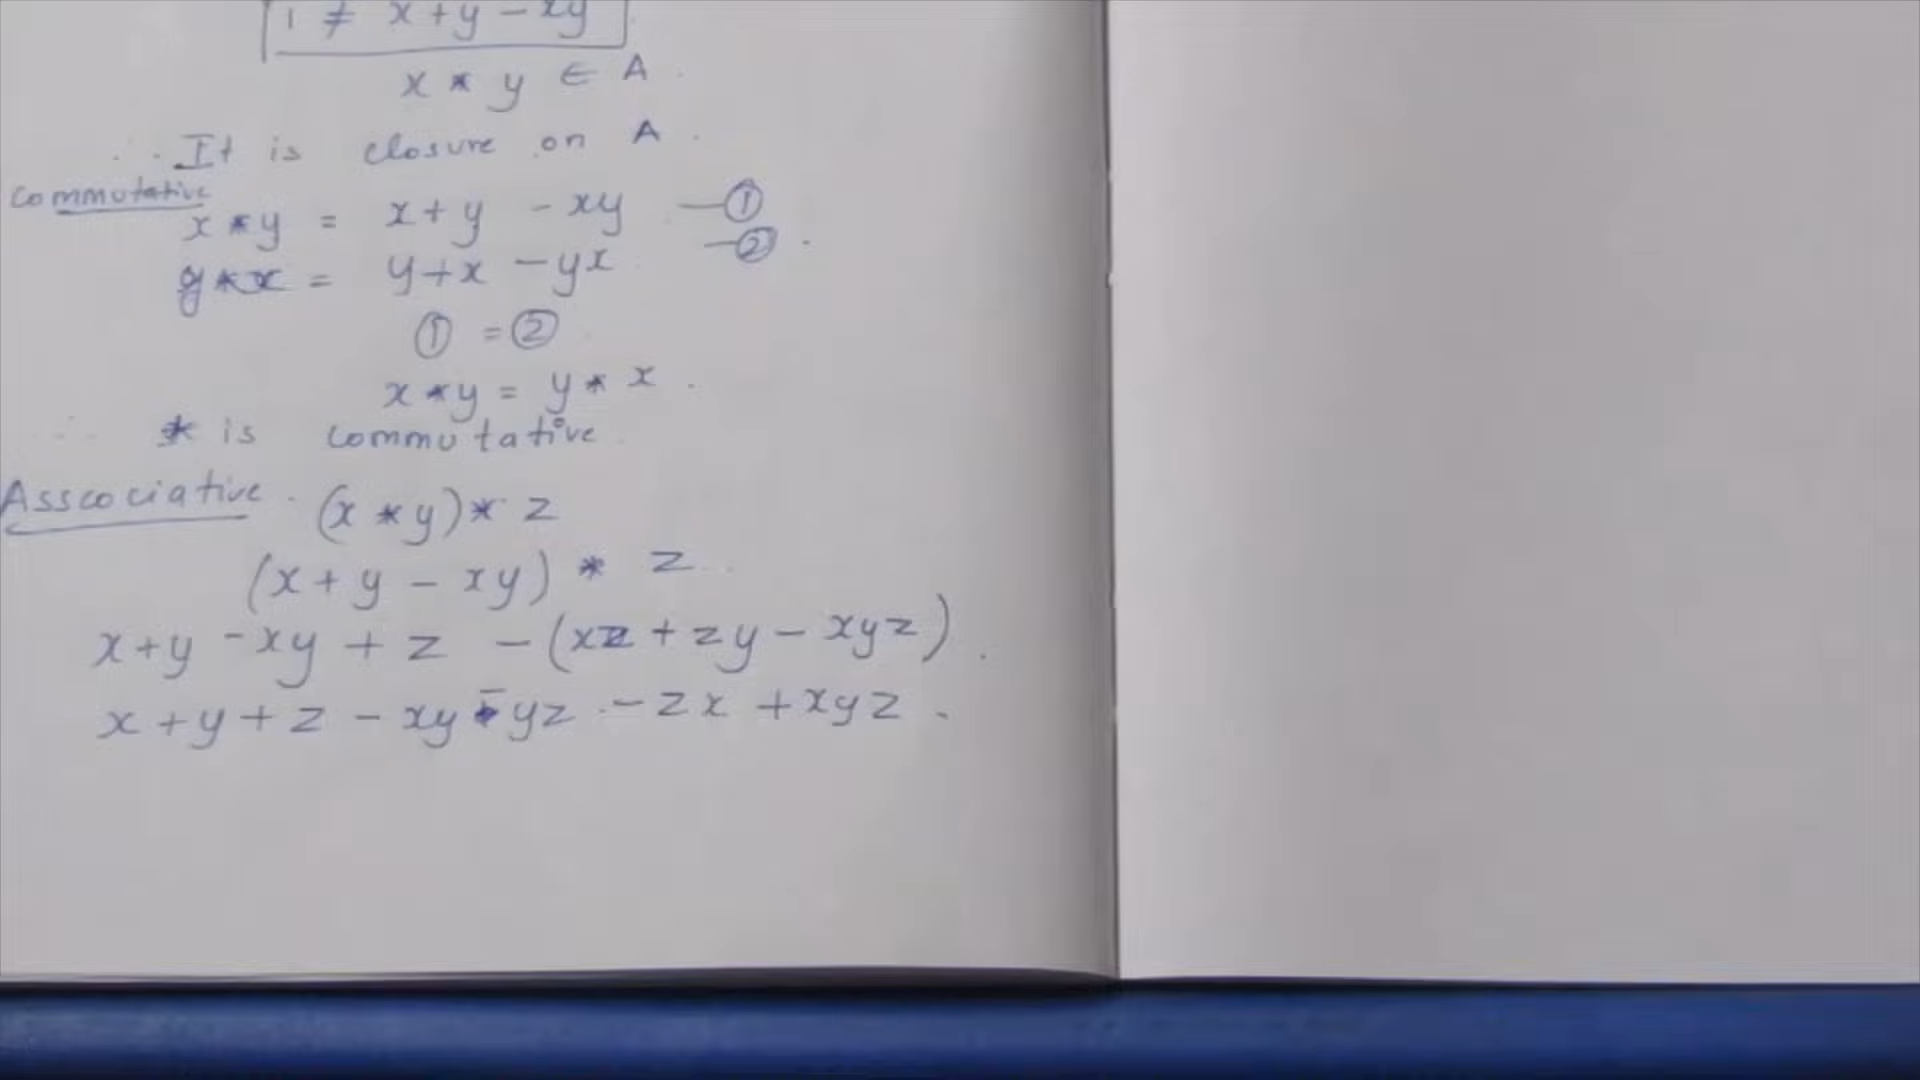 1 ≠ x + y - xy
x * y ∈ A.
∴ It is closure on A.
Commutative
x * y = x + y - xy —①
y * x = y + x - yx —②.
① = ②
x * y = y * x.
∴ * is commutative.
Asscociative. (x * y) * z
(x + y - xy) * z.
x + y - xy + z - (xz + zy - xyz).
x + y + z - xy - yz - zx + xyz.